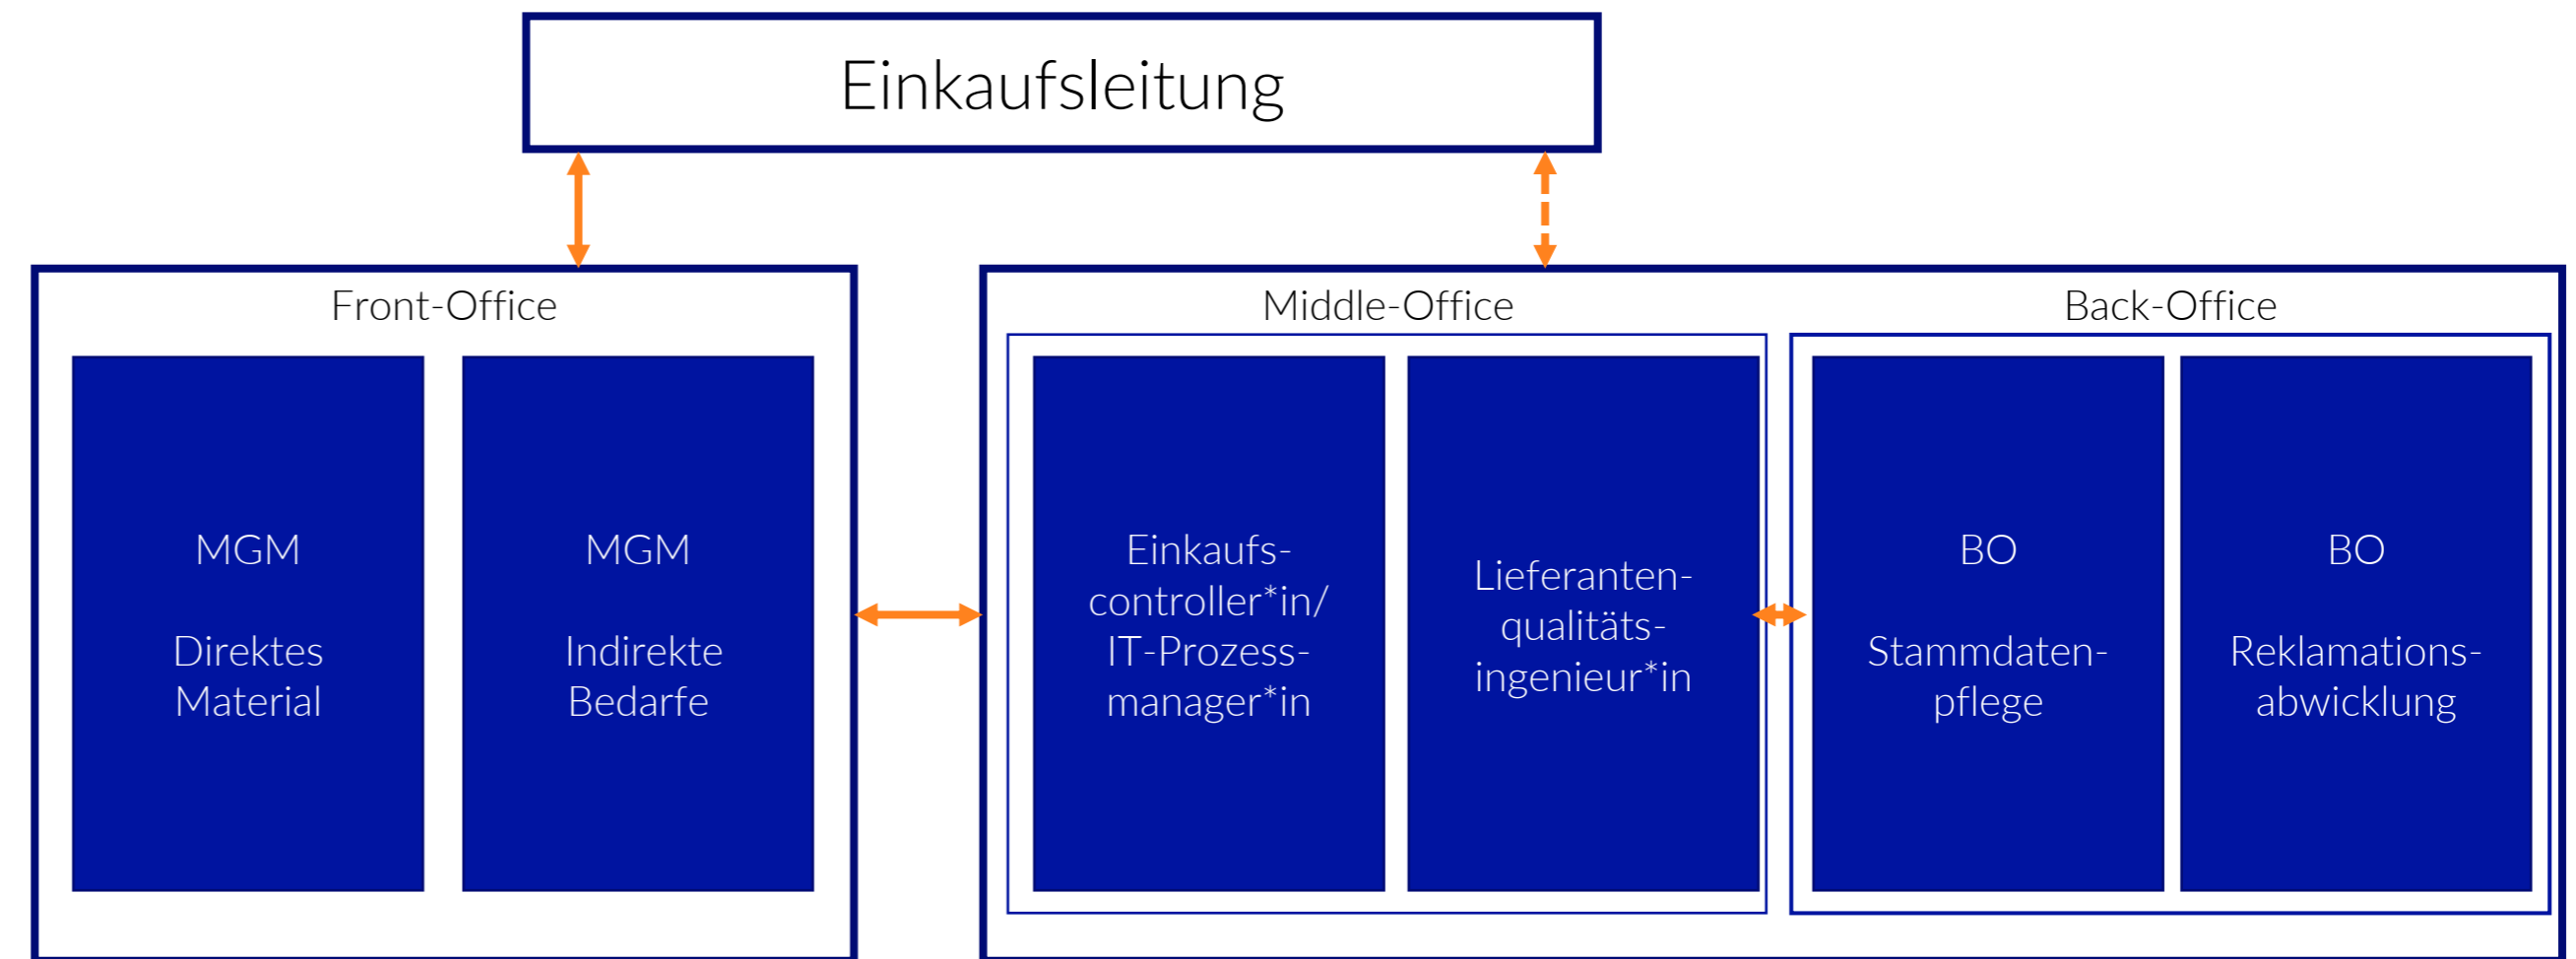 Einkaufsleitung
Front-Office
MGM
Direktes
Material
MGM
Indirekte
Bedarfe
Middle-Office
Einkaufs-
controller*in/
IT-Prozess-
manager*in
Lieferanten-
qualitäts-
ingenieur*in
Back-Office
BO
Stammdaten-
pflege
BO
Reklamations-
abwicklung